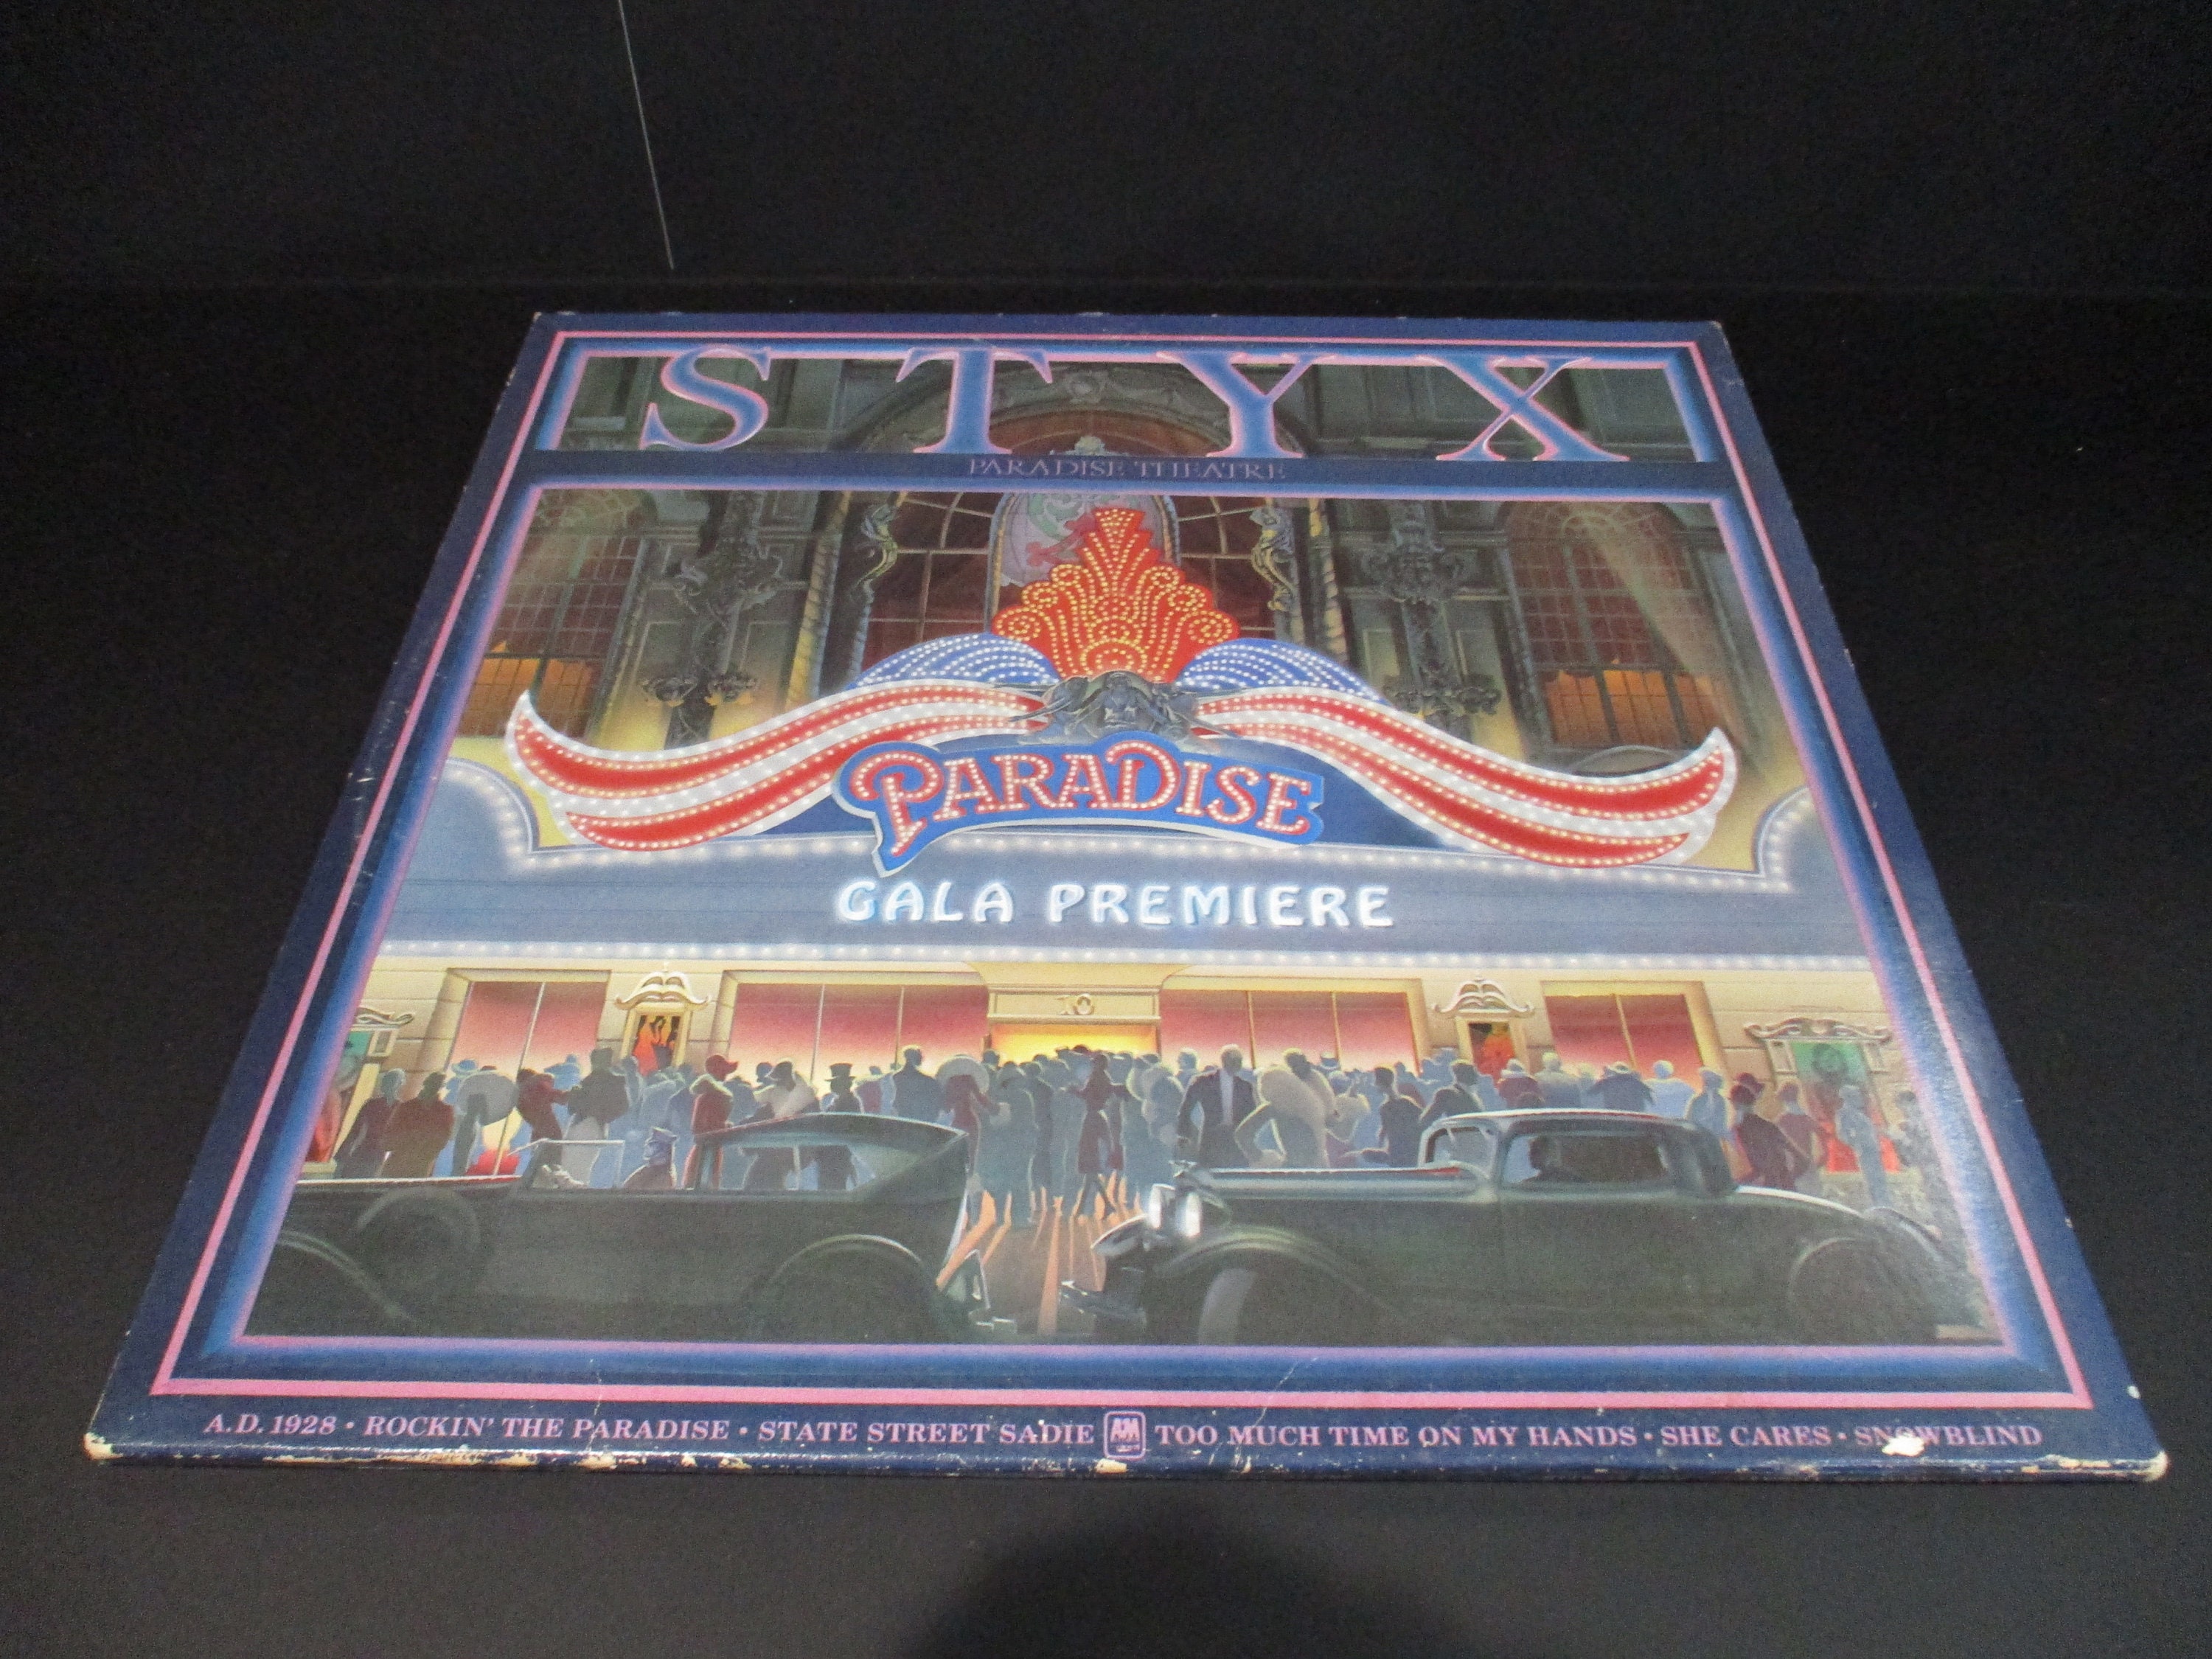 STYX
PARADISE THEATRE
PARADISE
GALA PREMIERE
A.D. 1928 • ROCKIN' THE PARADISE • STATE STREET SADIE A&M TOO MUCH TIME ON MY HANDS • SHE CARES • SNOWBLIND